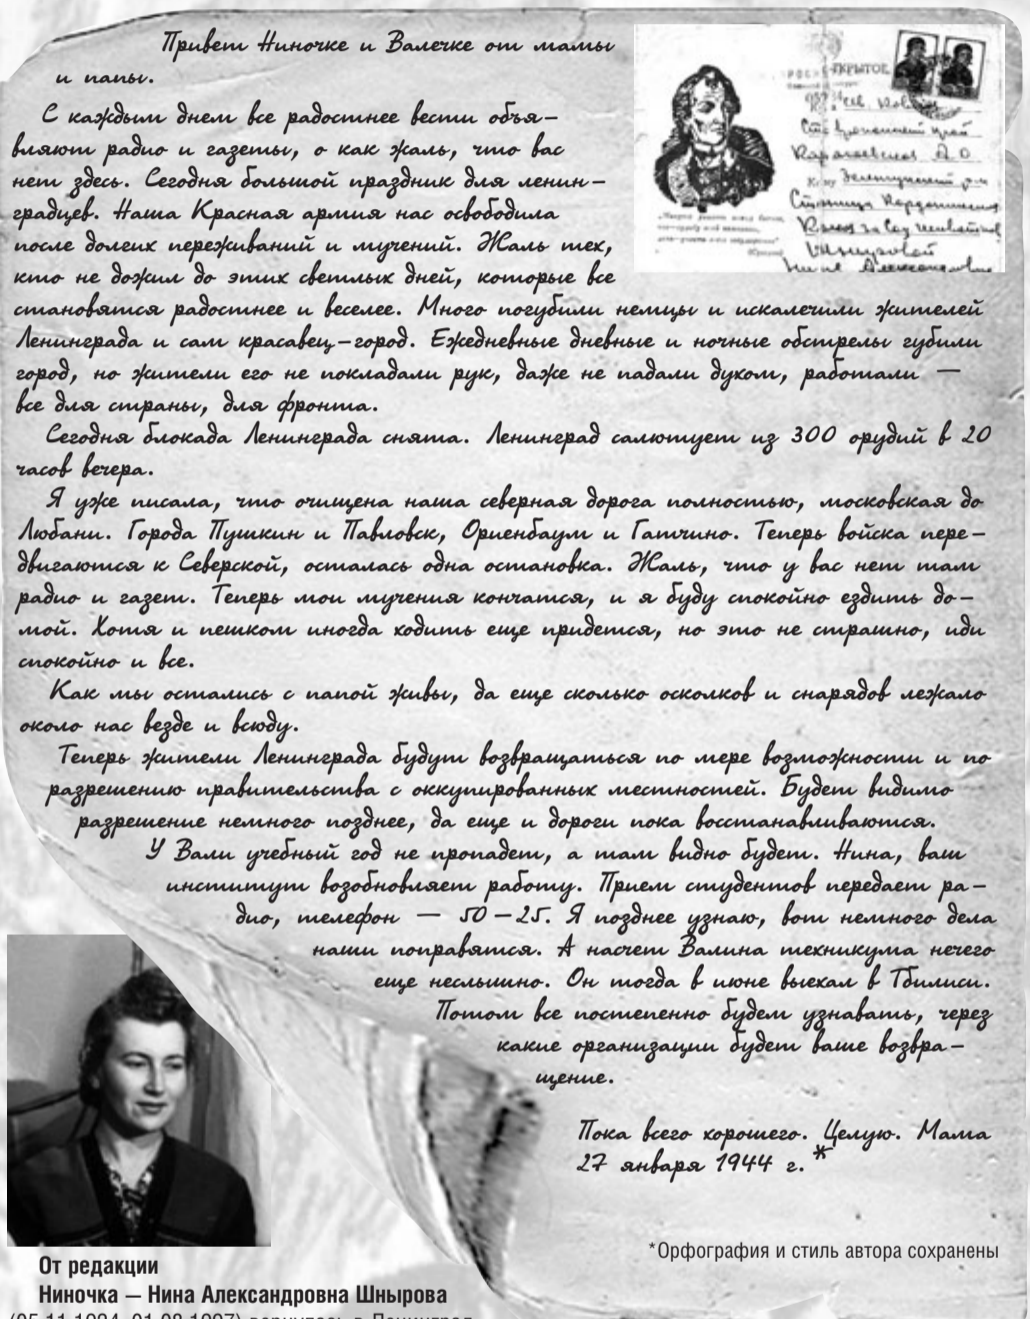 Привет Ниночке и Валечке от мамы
и папы.
С каждым днем все радостнее вести объя-
вляют радио и газеты, о как жаль, что вас
нет здесь. Сегодня большой праздник для ленин-
градцев. Наша Красная армия нас освободила
после долгих переживаний и мучений. Жаль тех,
кто не дожил до этих светлых дней, которые все
становятся радостнее и веселее. Много погубили немцы и искалечили жителей
Ленинграда и сам красавец-город. Ежедневные дневные и ночные обстрелы губили
город, но жители его не покладали рук, даже не падали духом, работали —
все для страны, для фронта.
Сегодня блокада Ленинграда снята. Ленинград салютует из 300 орудий в 20
часов вечера.
Я уже писала, что очищена наша северная дорога полностью, московская до
Любани. Города Пушкин и Павловск, Ориенбаум и Гатчино. Теперь войска пере-
двигаются к Северской, осталась одна остановка. Жаль, что у вас нет там
радио и газет. Теперь мои мучения кончатся, и я буду спокойно ездить до-
мой. Хотя и пешком иногда ходить еще придется, но это не страшно, иди
спокойно и все.
Как мы остались с папой живы, да еще сколько осколков и снарядов лежало
около нас везде и всюду.
Теперь жители Ленинграда будут возвращаться по мере возможности и по
разрешению правительства с оккупированных местностей. Будет видимо
разрешение немного позднее, да еще и дороги пока восстанавливаются.
У Вали учебный год не пропадет, а там видно будет. Нина, ваш
институт возобновляет работу. Прием студентов передает ра-
дио, телефон — 50-25. Я позднее узнаю, вот немного дела
наши поправятся. А насчет Валина техникума нечего
еще неслышно. Он тогда в июне выехал в Тбилиси.
Потом все постепенно будем узнавать, через
какие организации будет ваше возвра-
щение.
Пока всего хорошего. Целую. Мама
27 января 1944 г.*
*Орфография и стиль автора сохранены
ОТКРЫТОЕ
Зеленчукский
Станица
Александровне
От редакции
Ниночка — Нина Александровна Шнырова